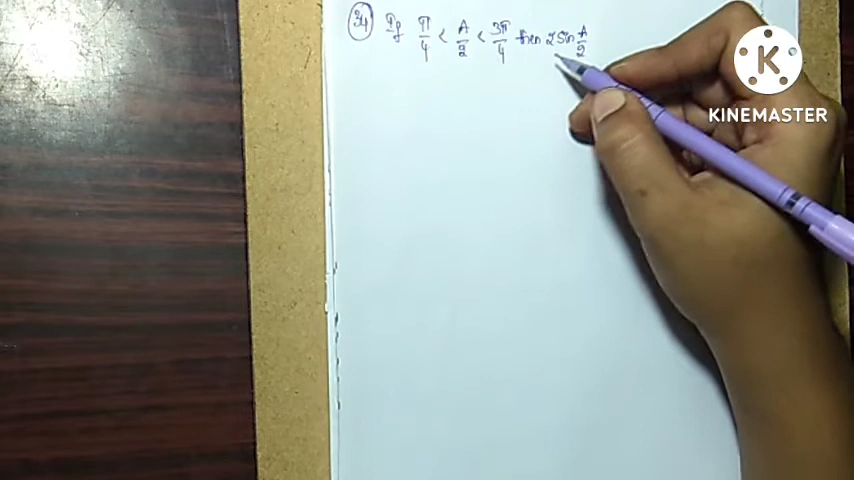 34 If π/4 < A/2 < 3π/4 then 2 sin A/2
K
KINEMASTER